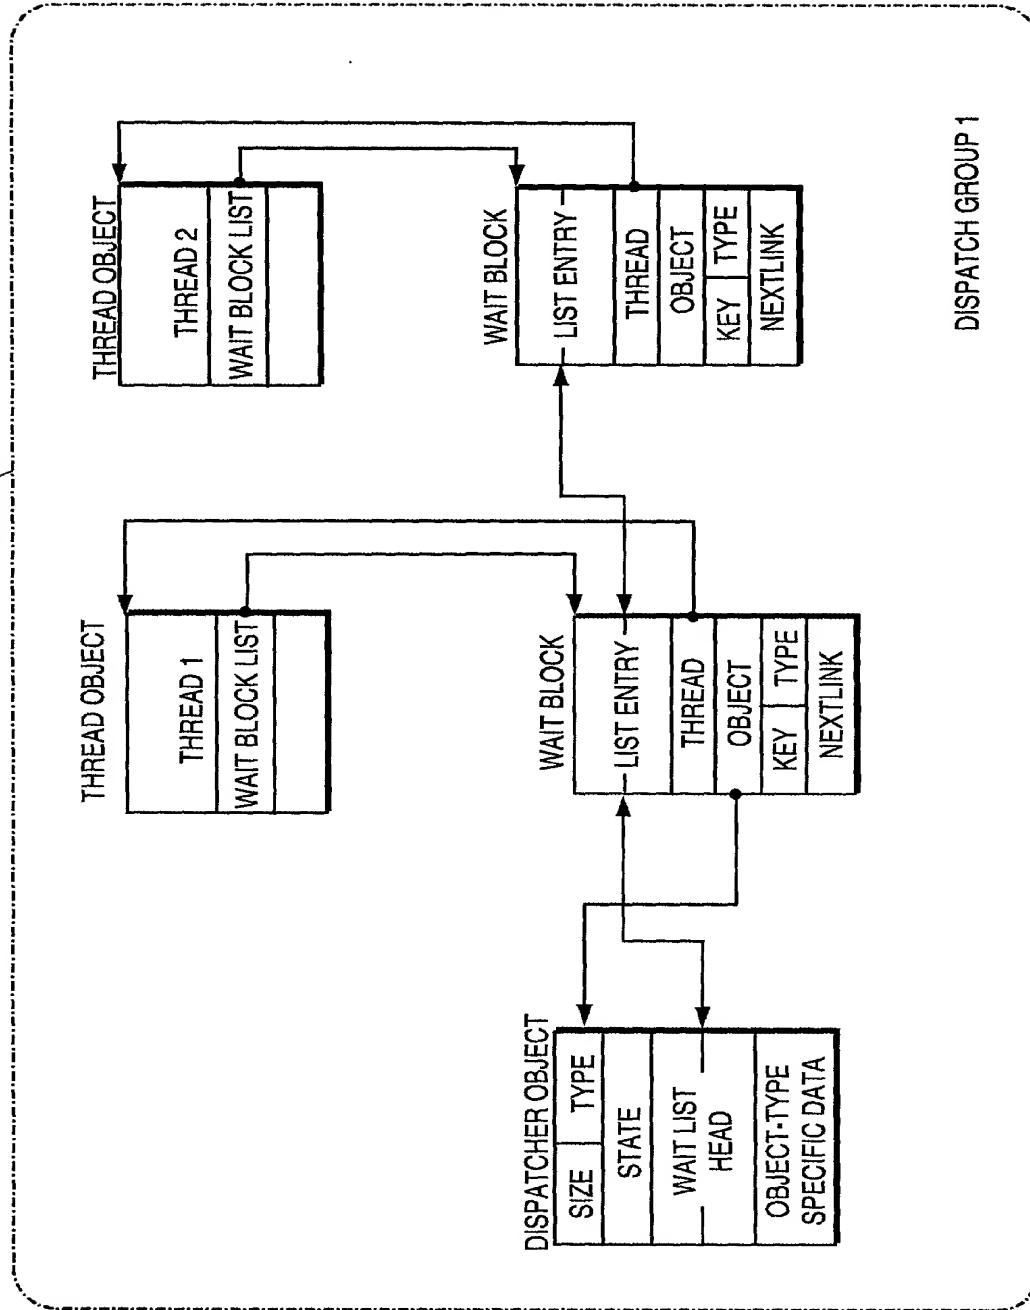 THREAD OBJECT
THREAD 1
WAIT BLOCK LIST
THREAD OBJECT
THREAD 2
WAIT BLOCK LIST
DISPATCHER OBJECT
SIZE TYPE
STATE
WAIT LIST
HEAD
OBJECT-TYPE
SPECIFIC DATA
WAIT BLOCK
LIST ENTRY
THREAD
OBJECT
KEY TYPE
NEXTLINK
WAIT BLOCK
LIST ENTRY
THREAD
OBJECT
KEY TYPE
NEXTLINK
DISPATCH GROUP 1